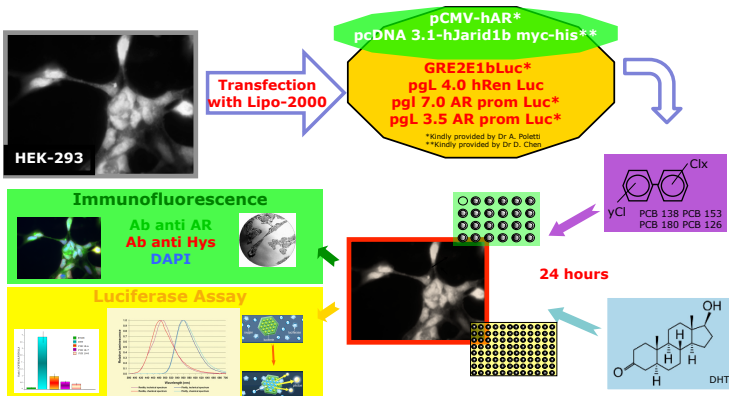 pCMV-hAR*
pcDNA 3.1-hJarid1b myc-his**
GRE2E1bLuc*
pgL 4.0 hRen Luc
pgl 7.0 AR prom Luc*
pgL 3.5 AR prom Luc*
*Kindly provided by Dr A. Poletti
**Kindly provided by Dr D. Chen
Transfection
with Lipo-2000
HEK-293
Clx
yCl
PCB 138 PCB 153
PCB 180 PCB 126
Immunofluorescence
Ab anti AR
Ab anti Hys
DAPI
24 hours
Luciferase Assay
Wavelength (nm)
OH
O
H
H
H
H
DHT